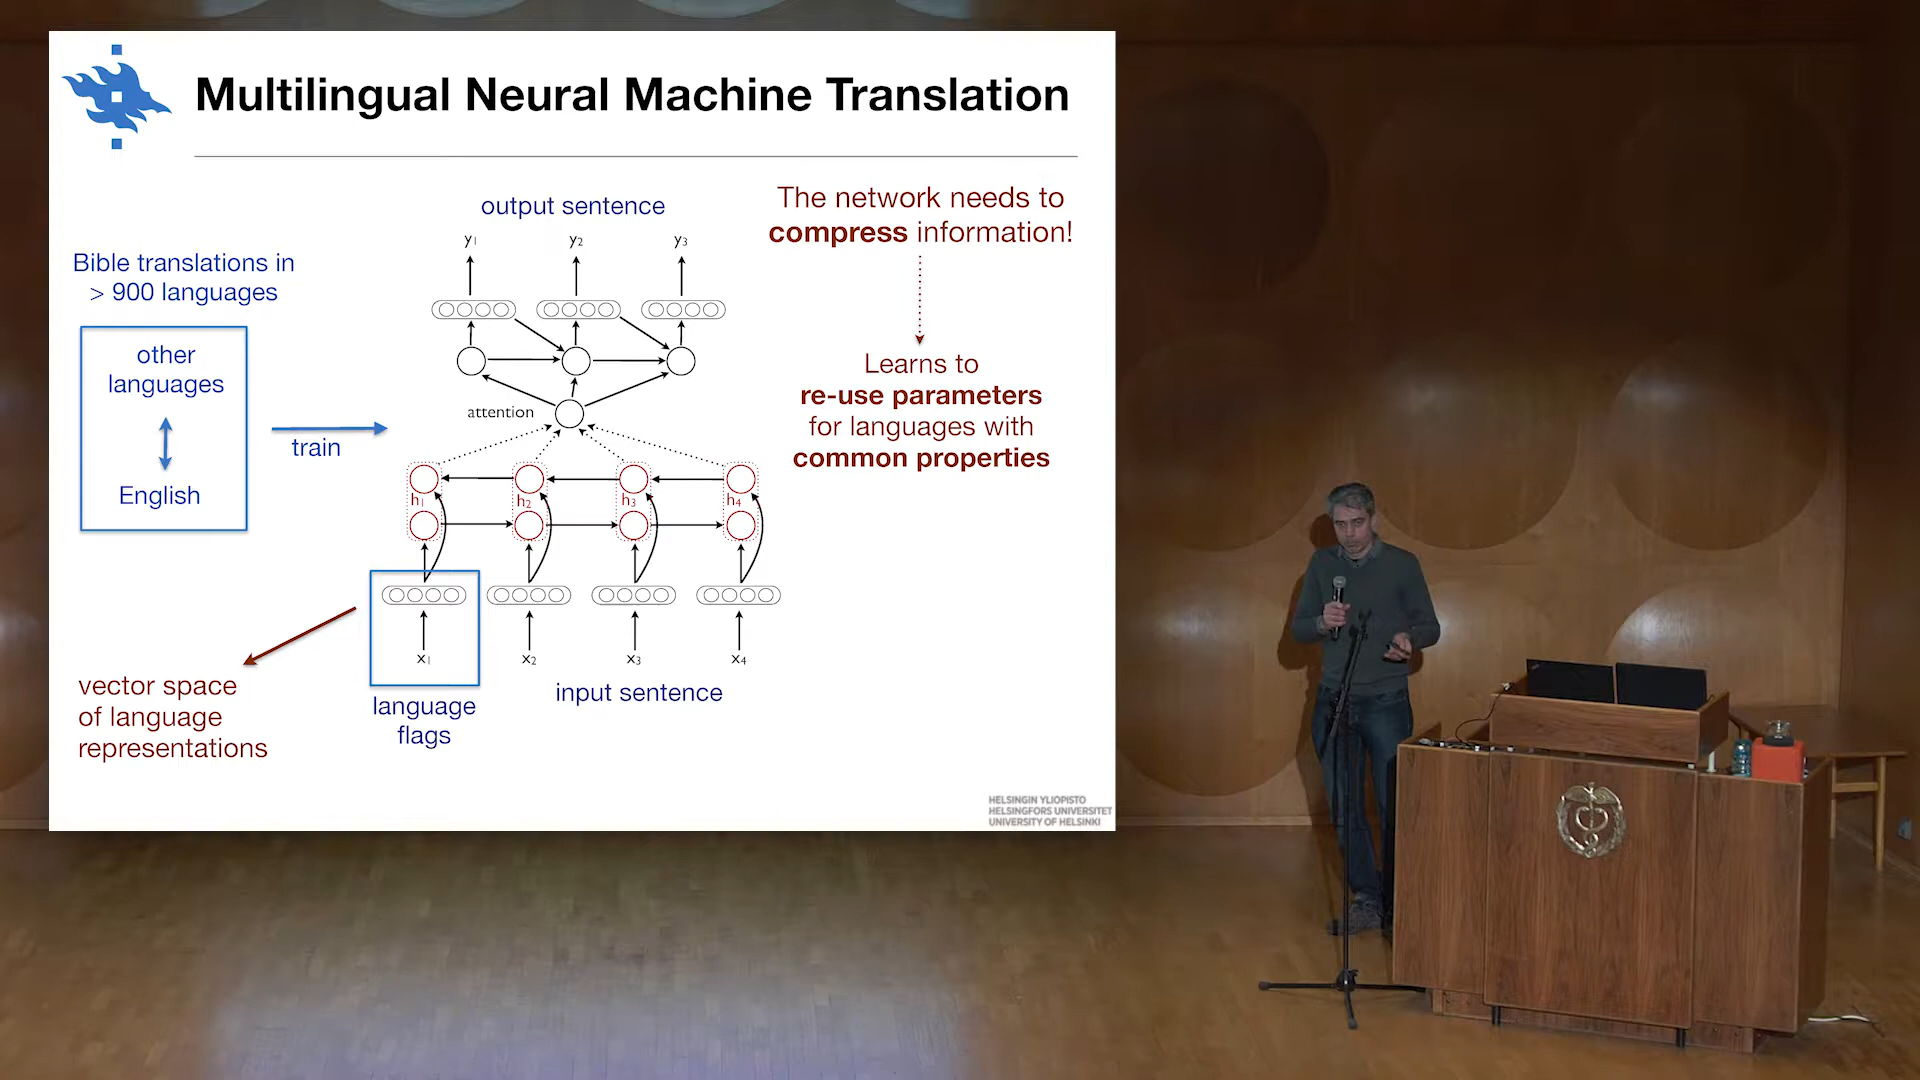 Multilingual Neural Machine Translation
output sentence
y1 y2 y3
The network needs to
compress information!
Bible translations in
> 900 languages
other
languages
English
train
attention
Learns to
re-use parameters
for languages with
common properties
h1 h2 h3 h4
x1 x2 x3 x4
input sentence
language
flags
vector space
of language
representations
HELSINGIN YLIOPISTO
HELSINGFORS UNIVERSITET
UNIVERSITY OF HELSINKI